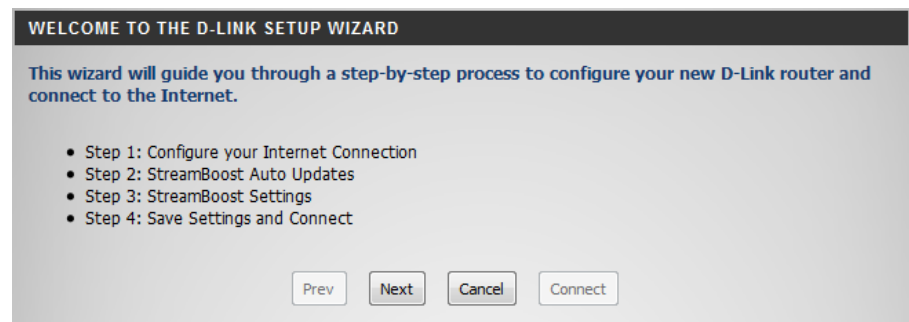 WELCOME TO THE D-LINK SETUP WIZARD
This wizard will guide you through a step-by-step process to configure your new D-Link router and
connect to the Internet.
• Step 1: Configure your Internet Connection
• Step 2: StreamBoost Auto Updates
• Step 3: StreamBoost Settings
• Step 4: Save Settings and Connect
Prev Next Cancel Connect